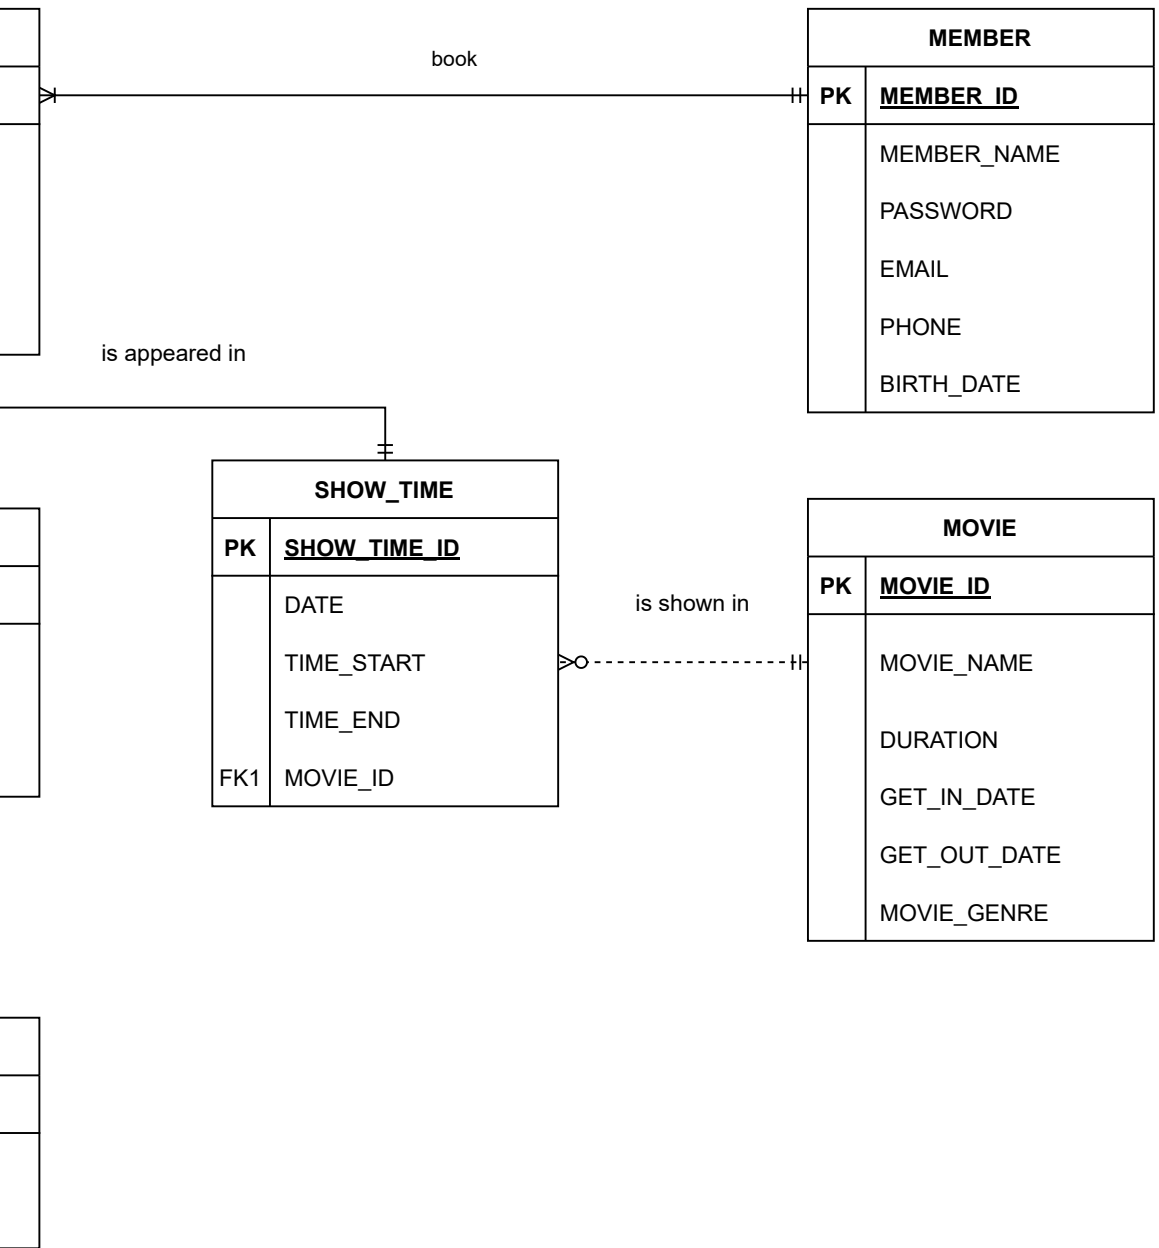 book
MEMBER
PK MEMBER_ID
MEMBER_NAME
PASSWORD
EMAIL
PHONE
BIRTH_DATE
is appeared in
SHOW_TIME
PK SHOW_TIME_ID
DATE
TIME_START
TIME_END
FK1 MOVIE_ID
is shown in
MOVIE
PK MOVIE_ID
MOVIE_NAME
DURATION
GET_IN_DATE
GET_OUT_DATE
MOVIE_GENRE